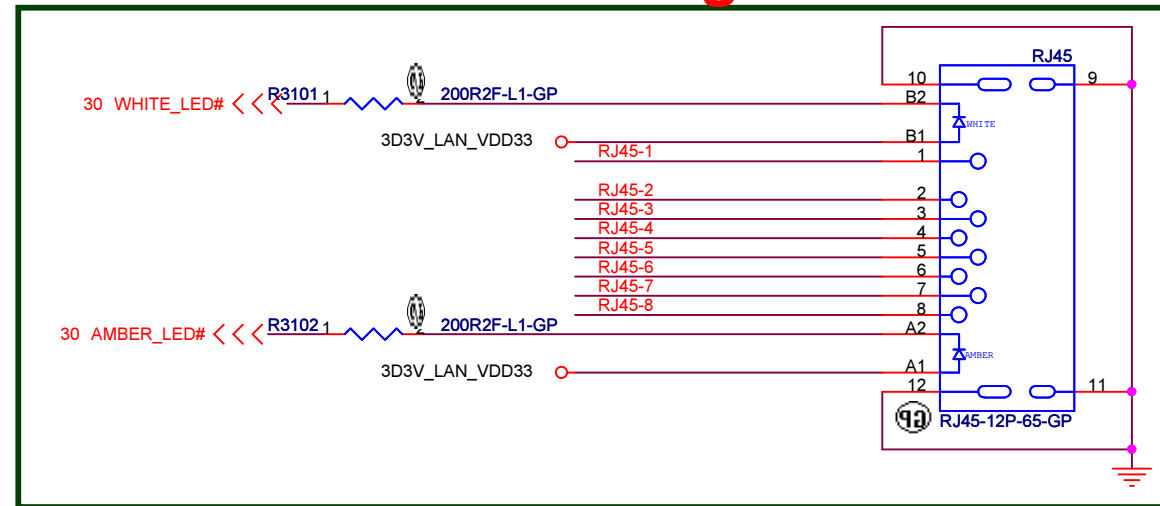 RJ45
10 9
30 WHITE_LED# R3101 1 2 200R2F-L1-GP B2
WHITE
3D3V_LAN_VDD33 B1
RJ45-1 1
RJ45-2 2
RJ45-3 3
RJ45-4 4
RJ45-5 5
RJ45-6 6
RJ45-7 7
RJ45-8 8
30 AMBER_LED# R3102 1 2 200R2F-L1-GP A2
AMBER
3D3V_LAN_VDD33 A1
12 11
GP RJ45-12P-65-GP